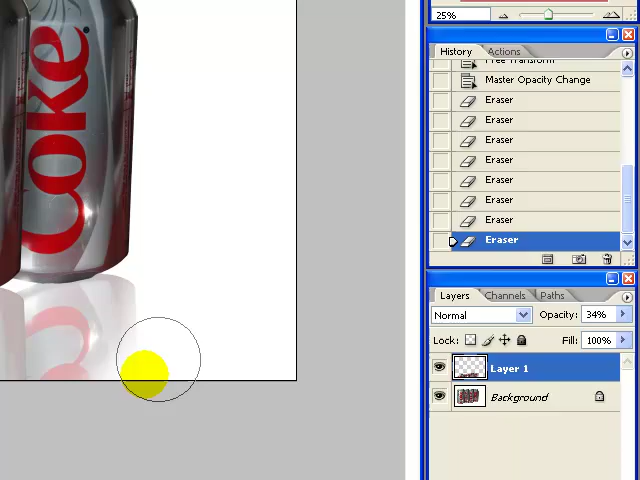 Coke
25%
History
Actions
Free Transform
Master Opacity Change
Eraser
Eraser
Eraser
Eraser
Eraser
Eraser
Eraser
Eraser
Layers
Channels
Paths
Normal
Opacity: 34%
Lock:
Fill: 100%
Layer 1
Background